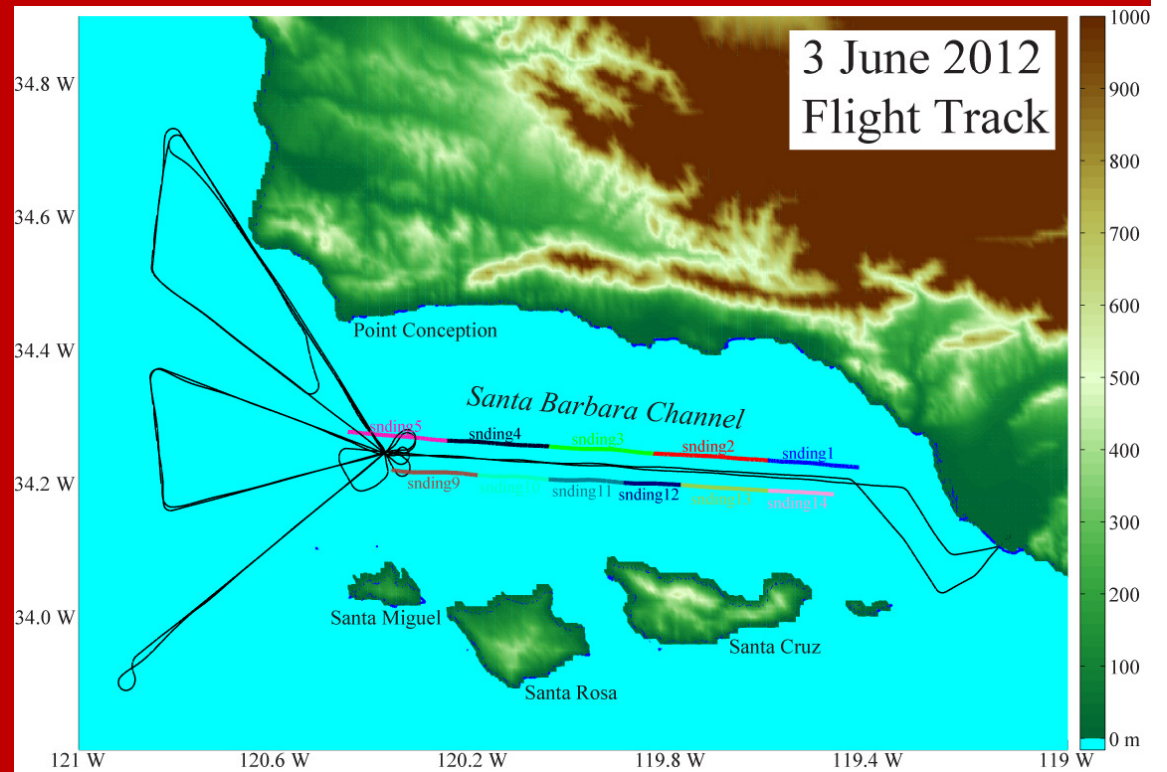 3 June 2012
Flight Track
1000
900
800
700
600
500
400
300
200
100
0 m
34.8 W
34.6 W
34.4 W
34.2 W
34.0 W
Point Conception
Santa Barbara Channel
snding5
snding4
snding3
snding2
snding1
snding9
snding10
snding11
snding12
snding13
snding14
Santa Miguel
Santa Rosa
Santa Cruz
121 W
120.6 W
120.2 W
119.8 W
119.4 W
119 W